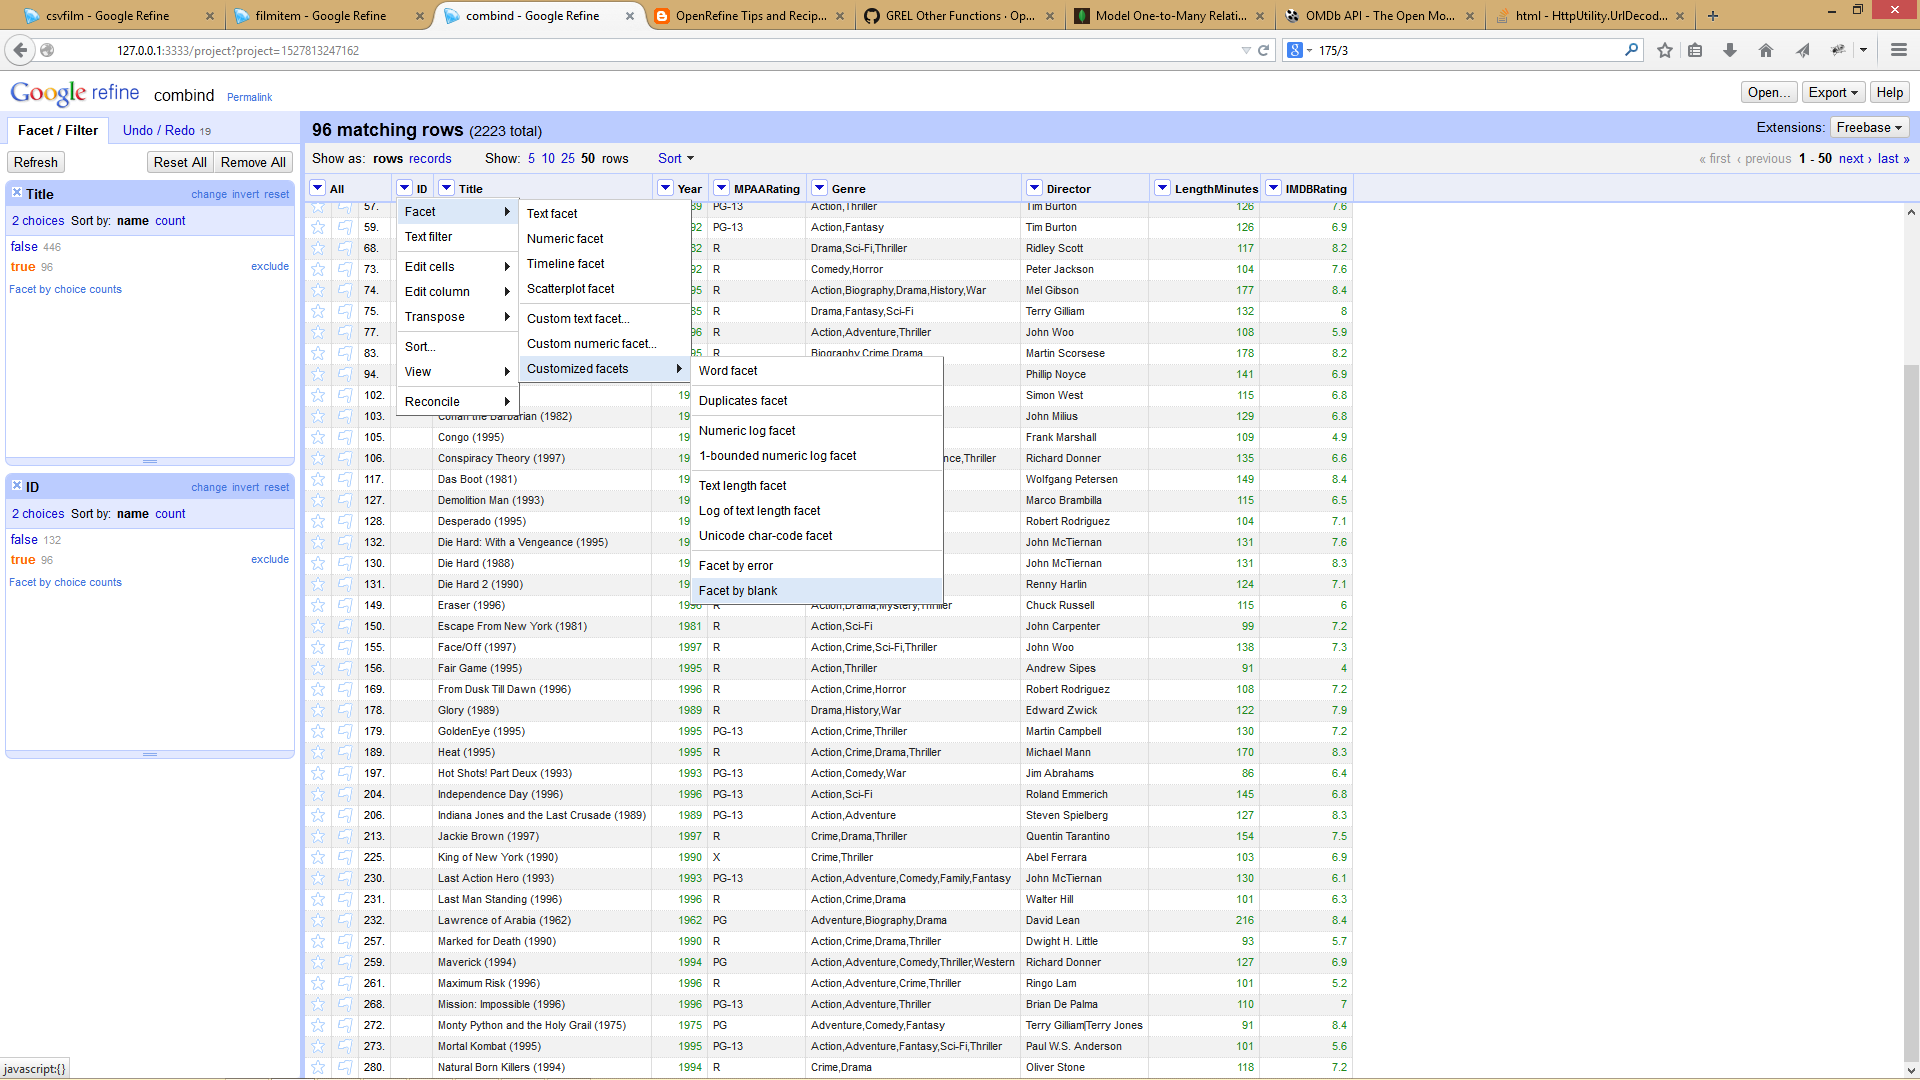 csvfilm - Google Refine
filmitem - Google Refine
combind - Google Refine
OpenRefine Tips and Recip...
GREL Other Functions · Op...
Model One-to-Many Relati...
OMDb API - The Open Mo...
html - HttpUtility.UrlDecod...
127.0.0.1:3333/project?project=1527813247162
175/3
Google refine combind Permalink
Open... Export Help
Facet / Filter Undo / Redo 19
96 matching rows (2223 total)
Extensions: Freebase
Refresh Reset All Remove All
Show as: rows records Show: 5 10 25 50 rows Sort
« first ‹ previous 1 - 50 next › last »
Title change invert reset
2 choices Sort by: name count
false 446
true 96 exclude
Facet by choice counts
ID change invert reset
2 choices Sort by: name count
false 132
true 96 exclude
Facet by choice counts
All ID Title Year MPAARating Genre Director LengthMinutes IMDBRating
Facet
Text filter
Edit cells
Edit column
Transpose
Sort...
View
Reconcile
Text facet
Numeric facet
Timeline facet
Scatterplot facet
Custom text facet...
Custom numeric facet...
Customized facets
Word facet
Duplicates facet
Numeric log facet
1-bounded numeric log facet
Text length facet
Log of text length facet
Unicode char-code facet
Facet by error
Facet by blank
57. 89 PG-13 Action,Thriller Tim Burton 126 7.6
59. 92 PG-13 Action,Fantasy Tim Burton 126 6.9
68. 82 R Drama,Sci-Fi,Thriller Ridley Scott 117 8.2
73. 92 R Comedy,Horror Peter Jackson 104 7.6
74. 95 R Action,Biography,Drama,History,War Mel Gibson 177 8.4
75. 85 R Drama,Fantasy,Sci-Fi Terry Gilliam 132 8
77. 96 R Action,Adventure,Thriller John Woo 108 5.9
83. 95 R Biography,Crime,Drama Martin Scorsese 178 8.2
94. Phillip Noyce 141 6.9
102. 19 Simon West 115 6.8
103. Conan the Barbarian (1982) 19 John Milius 129 6.8
105. Congo (1995) 19 Frank Marshall 109 4.9
106. Conspiracy Theory (1997) 19 nce,Thriller Richard Donner 135 6.6
117. Das Boot (1981) 19 Wolfgang Petersen 149 8.4
127. Demolition Man (1993) 19 Marco Brambilla 115 6.5
128. Desperado (1995) 19 Robert Rodriguez 104 7.1
132. Die Hard: With a Vengeance (1995) 19 John McTiernan 131 7.6
130. Die Hard (1988) 19 John McTiernan 131 8.3
131. Die Hard 2 (1990) 19 Renny Harlin 124 7.1
149. Eraser (1996) 1996 R Action,Drama,Mystery,Thriller Chuck Russell 115 6
150. Escape From New York (1981) 1981 R Action,Sci-Fi John Carpenter 99 7.2
155. Face/Off (1997) 1997 R Action,Crime,Sci-Fi,Thriller John Woo 138 7.3
156. Fair Game (1995) 1995 R Action,Thriller Andrew Sipes 91 4
169. From Dusk Till Dawn (1996) 1996 R Action,Crime,Horror Robert Rodriguez 108 7.2
178. Glory (1989) 1989 R Drama,History,War Edward Zwick 122 7.9
179. GoldenEye (1995) 1995 PG-13 Action,Crime,Thriller Martin Campbell 130 7.2
189. Heat (1995) 1995 R Action,Crime,Drama,Thriller Michael Mann 170 8.3
197. Hot Shots! Part Deux (1993) 1993 PG-13 Action,Comedy,War Jim Abrahams 86 6.4
204. Independence Day (1996) 1996 PG-13 Action,Sci-Fi Roland Emmerich 145 6.8
206. Indiana Jones and the Last Crusade (1989) 1989 PG-13 Action,Adventure Steven Spielberg 127 8.3
213. Jackie Brown (1997) 1997 R Crime,Drama,Thriller Quentin Tarantino 154 7.5
225. King of New York (1990) 1990 X Crime,Thriller Abel Ferrara 103 6.9
230. Last Action Hero (1993) 1993 PG-13 Action,Adventure,Comedy,Family,Fantasy John McTiernan 130 6.1
231. Last Man Standing (1996) 1996 R Action,Crime,Drama Walter Hill 101 6.3
232. Lawrence of Arabia (1962) 1962 PG Adventure,Biography,Drama David Lean 216 8.4
257. Marked for Death (1990) 1990 R Action,Crime,Drama,Thriller Dwight H. Little 93 5.7
259. Maverick (1994) 1994 PG Action,Adventure,Comedy,Thriller,Western Richard Donner 127 6.9
261. Maximum Risk (1996) 1996 R Action,Adventure,Crime,Thriller Ringo Lam 101 5.2
268. Mission: Impossible (1996) 1996 PG-13 Action,Adventure,Thriller Brian De Palma 110 7
272. Monty Python and the Holy Grail (1975) 1975 PG Adventure,Comedy,Fantasy Terry Gilliam|Terry Jones 91 8.4
273. Mortal Kombat (1995) 1995 PG-13 Action,Adventure,Fantasy,Sci-Fi,Thriller Paul W.S. Anderson 101 5.6
280. Natural Born Killers (1994) 1994 R Crime,Drama Oliver Stone 118 7.2
javascript:{}